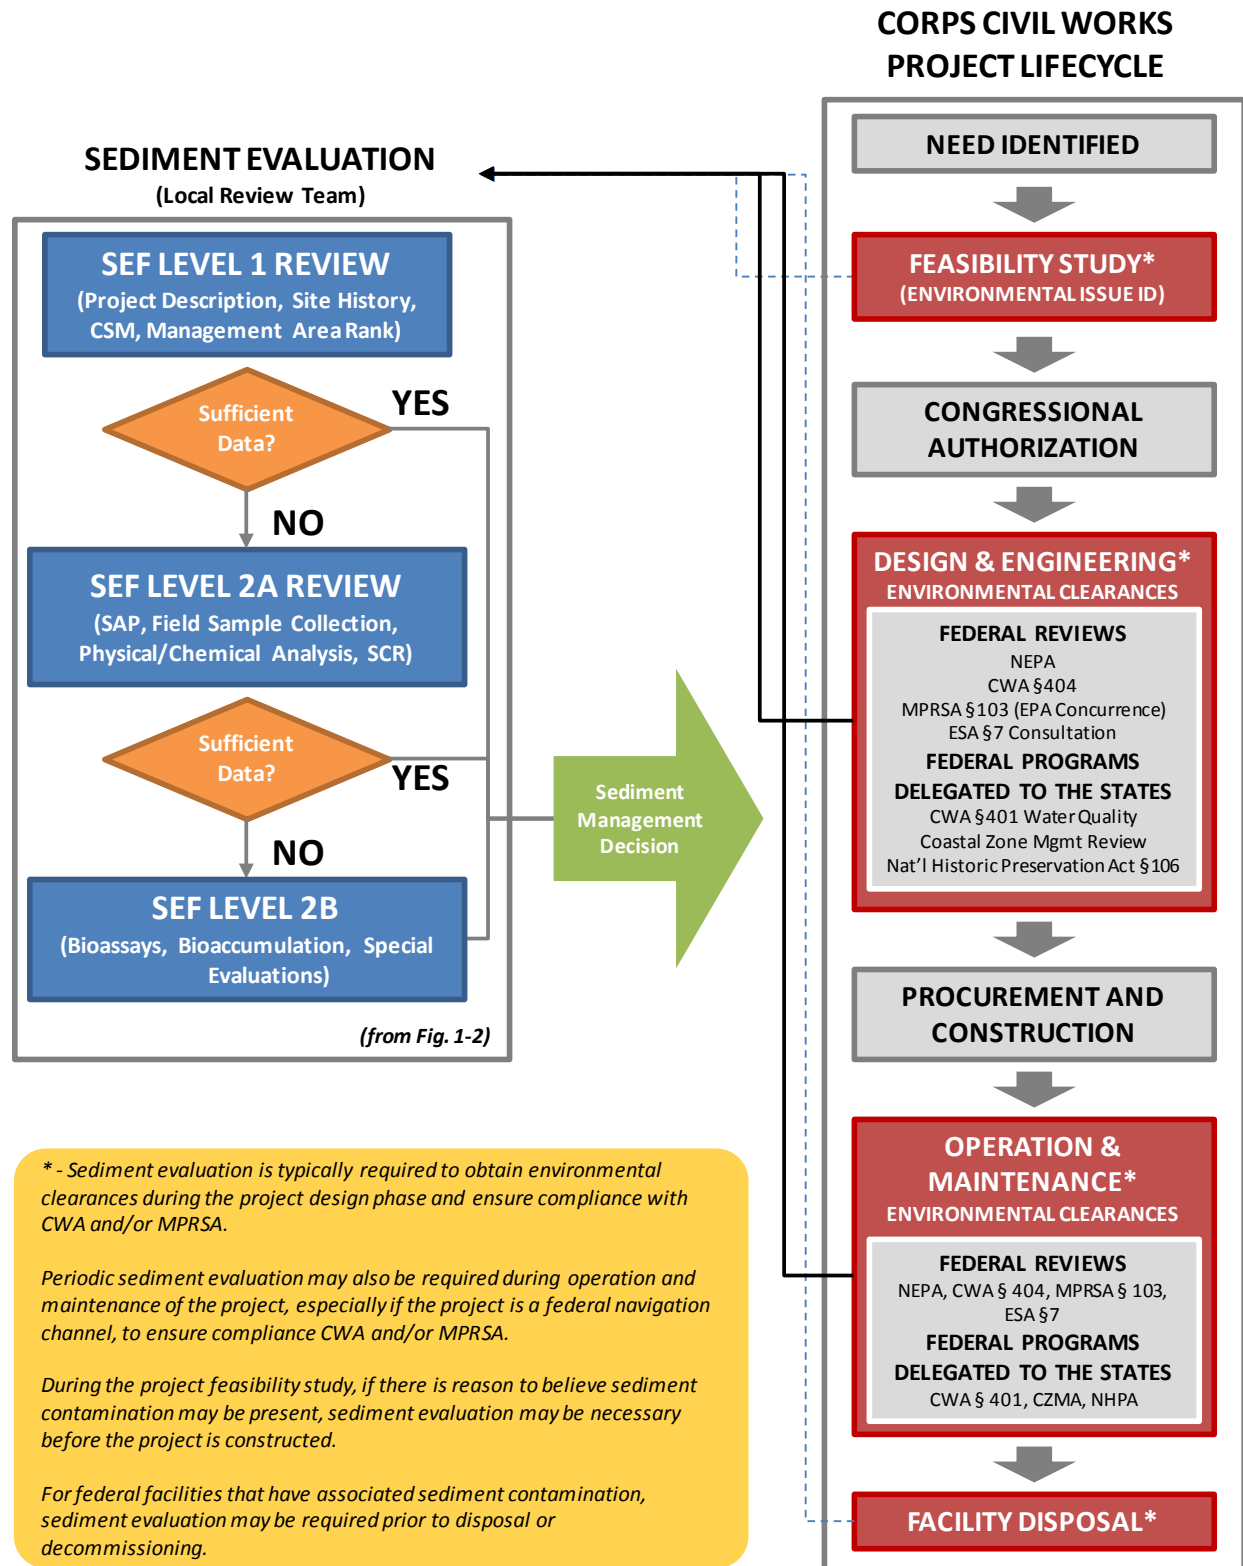 CORPS CIVIL WORKS
PROJECT LIFECYCLE
SEDIMENT EVALUATION
(Local Review Team)
SEF LEVEL 1 REVIEW
(Project Description, Site History,
CSM, Management Area Rank)
Sufficient
Data?
YES
NO
SEF LEVEL 2A REVIEW
(SAP, Field Sample Collection,
Physical/Chemical Analysis, SCR)
Sufficient
Data?
YES
NO
SEF LEVEL 2B
(Bioassays, Bioaccumulation, Special
Evaluations)
(from Fig. 1-2)
Sediment
Management
Decision
NEED IDENTIFIED
FEASIBILITY STUDY*
(ENVIRONMENTAL ISSUE ID)
CONGRESSIONAL
AUTHORIZATION
DESIGN & ENGINEERING*
ENVIRONMENTAL CLEARANCES
FEDERAL REVIEWS
NEPA
CWA §404
MPRSA §103 (EPA Concurrence)
ESA §7 Consultation
FEDERAL PROGRAMS
DELEGATED TO THE STATES
CWA §401 Water Quality
Coastal Zone Mgmt Review
Nat'l Historic Preservation Act §106
PROCUREMENT AND
CONSTRUCTION
OPERATION &
MAINTENANCE*
ENVIRONMENTAL CLEARANCES
FEDERAL REVIEWS
NEPA, CWA § 404, MPRSA § 103,
ESA §7
FEDERAL PROGRAMS
DELEGATED TO THE STATES
CWA § 401, CZMA, NHPA
FACILITY DISPOSAL*
* - Sediment evaluation is typically required to obtain environmental
clearances during the project design phase and ensure compliance with
CWA and/or MPRSA.
Periodic sediment evaluation may also be required during operation and
maintenance of the project, especially if the project is a federal navigation
channel, to ensure compliance CWA and/or MPRSA.
During the project feasibility study, if there is reason to believe sediment
contamination may be present, sediment evaluation may be necessary
before the project is constructed.
For federal facilities that have associated sediment contamination,
sediment evaluation may be required prior to disposal or
decommissioning.